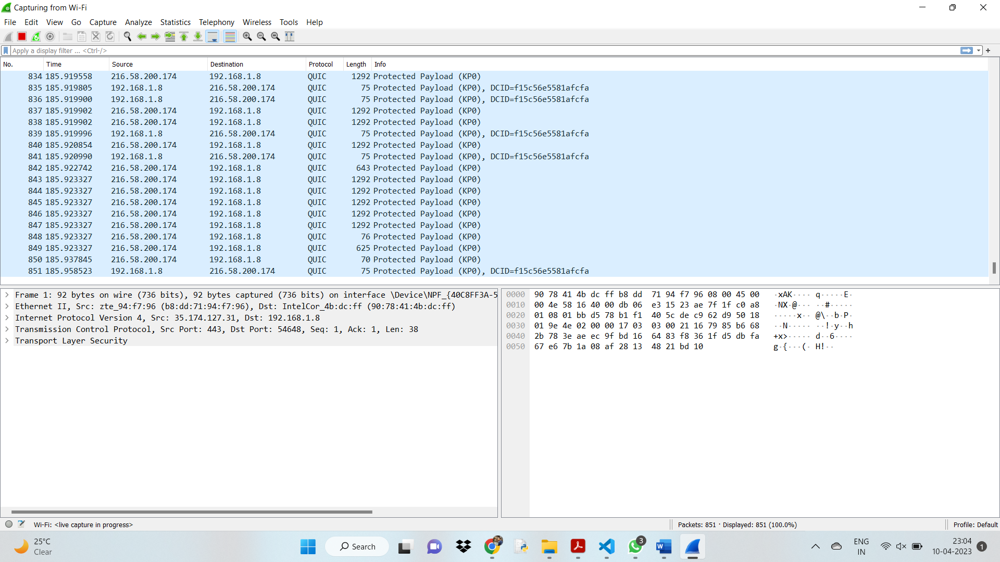 Capturing from Wi-Fi
File Edit View Go Capture Analyze Statistics Telephony Wireless Tools Help
Apply a display filter ... <Ctrl-/>
No. Time Source Destination Protocol Length Info
834 185.919558 216.58.200.174 192.168.1.8 QUIC 1292 Protected Payload (KP0)
835 185.919805 192.168.1.8 216.58.200.174 QUIC 75 Protected Payload (KP0), DCID=f15c56e5581afcfa
836 185.919900 192.168.1.8 216.58.200.174 QUIC 75 Protected Payload (KP0), DCID=f15c56e5581afcfa
837 185.919902 216.58.200.174 192.168.1.8 QUIC 1292 Protected Payload (KP0)
838 185.919902 216.58.200.174 192.168.1.8 QUIC 1292 Protected Payload (KP0)
839 185.919996 192.168.1.8 216.58.200.174 QUIC 75 Protected Payload (KP0), DCID=f15c56e5581afcfa
840 185.920854 216.58.200.174 192.168.1.8 QUIC 1292 Protected Payload (KP0)
841 185.920990 192.168.1.8 216.58.200.174 QUIC 75 Protected Payload (KP0), DCID=f15c56e5581afcfa
842 185.922742 216.58.200.174 192.168.1.8 QUIC 643 Protected Payload (KP0)
843 185.923327 216.58.200.174 192.168.1.8 QUIC 1292 Protected Payload (KP0)
844 185.923327 216.58.200.174 192.168.1.8 QUIC 1292 Protected Payload (KP0)
845 185.923327 216.58.200.174 192.168.1.8 QUIC 1292 Protected Payload (KP0)
846 185.923327 216.58.200.174 192.168.1.8 QUIC 1292 Protected Payload (KP0)
847 185.923327 216.58.200.174 192.168.1.8 QUIC 1292 Protected Payload (KP0)
848 185.923327 216.58.200.174 192.168.1.8 QUIC 76 Protected Payload (KP0)
849 185.923327 216.58.200.174 192.168.1.8 QUIC 625 Protected Payload (KP0)
850 185.937845 216.58.200.174 192.168.1.8 QUIC 70 Protected Payload (KP0)
851 185.958523 192.168.1.8 216.58.200.174 QUIC 75 Protected Payload (KP0), DCID=f15c56e5581afcfa
Frame 1: 92 bytes on wire (736 bits), 92 bytes captured (736 bits) on interface \Device\NPF_{40C8FF3A-5
Ethernet II, Src: zte_94:f7:96 (b8:dd:71:94:f7:96), Dst: IntelCor_4b:dc:ff (90:78:41:4b:dc:ff)
Internet Protocol Version 4, Src: 35.174.127.31, Dst: 192.168.1.8
Transmission Control Protocol, Src Port: 443, Dst Port: 54648, Seq: 1, Ack: 1, Len: 38
Transport Layer Security
0000 90 78 41 4b dc ff b8 dd 71 94 f7 96 08 00 45 00 ·xAK···· q·····E·
0010 00 4e 58 16 40 00 db 06 e3 15 23 ae 7f 1f c0 a8 ·NX·@··· ··#·····
0020 01 08 01 bb d5 78 b1 f1 40 5c de c9 62 d9 50 18 ·····x·· @\··b·P·
0030 01 9e 4e 02 00 00 17 03 03 00 21 16 79 85 b6 68 ··N····· ··!·y··h
0040 2b 78 3e ae ec 9f bd 16 64 83 f8 36 1f d5 db fa +x>····· d··6····
0050 67 e6 7b 1a 08 af 28 13 48 21 bd 10 g·{···(· H!··
Wi-Fi: <live capture in progress> Packets: 851 · Displayed: 851 (100.0%) Profile: Default
25°C
Clear
Search
3
ENG
IN
23:04
10-04-2023
1